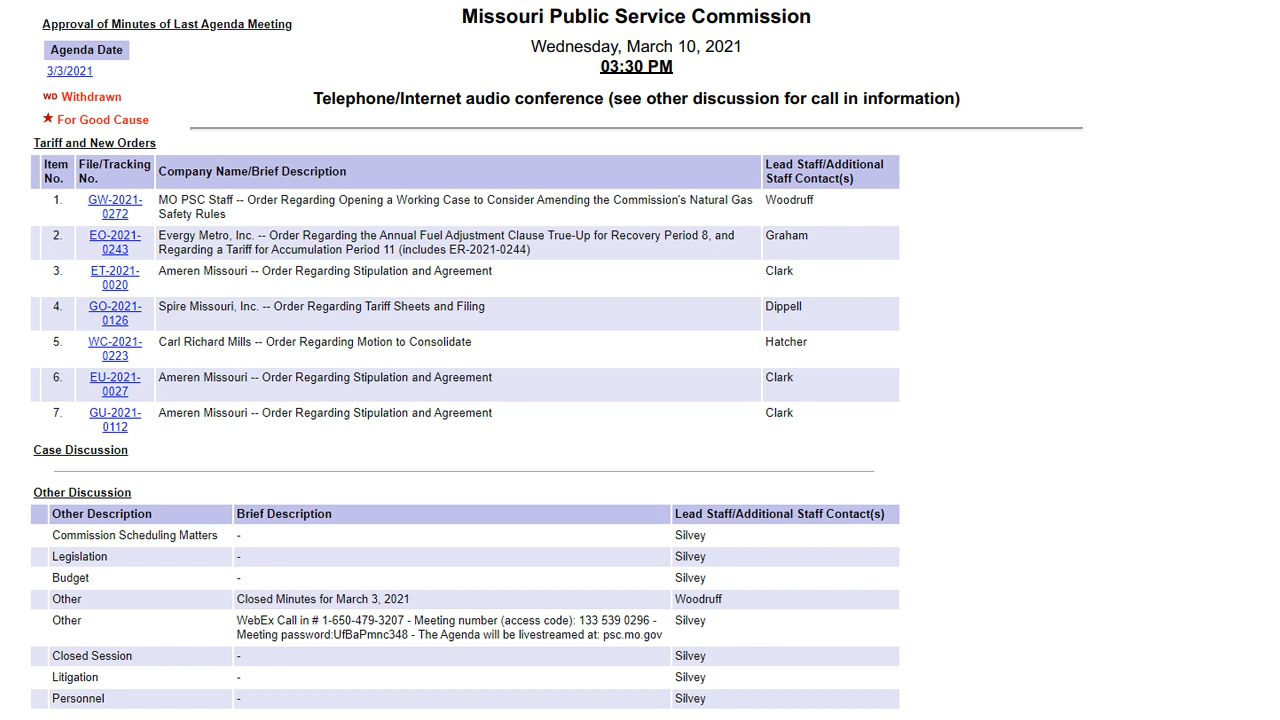 Approval of Minutes of Last Agenda Meeting
Missouri Public Service Commission
Wednesday, March 10, 2021
03:30 PM
Agenda Date
3/3/2021
WD Withdrawn
★ For Good Cause
Telephone/Internet audio conference (see other discussion for call in information)
Tariff and New Orders
Item No. File/Tracking No. Company Name/Brief Description Lead Staff/Additional Staff Contact(s)
1. GW-2021-0272 MO PSC Staff -- Order Regarding Opening a Working Case to Consider Amending the Commission's Natural Gas Woodruff
Safety Rules
2. EO-2021-0243 Evergy Metro, Inc. -- Order Regarding the Annual Fuel Adjustment Clause True-Up for Recovery Period 8, and Graham
Regarding a Tariff for Accumulation Period 11 (includes ER-2021-0244)
3. ET-2021-0020 Ameren Missouri -- Order Regarding Stipulation and Agreement Clark
4. GO-2021-0126 Spire Missouri, Inc. -- Order Regarding Tariff Sheets and Filing Dippell
5. WC-2021-0223 Carl Richard Mills -- Order Regarding Motion to Consolidate Hatcher
6. EU-2021-0027 Ameren Missouri -- Order Regarding Stipulation and Agreement Clark
7. GU-2021-0112 Ameren Missouri -- Order Regarding Stipulation and Agreement Clark
Case Discussion
Other Discussion
Other Description Brief Description Lead Staff/Additional Staff Contact(s)
Commission Scheduling Matters - Silvey
Legislation - Silvey
Budget - Silvey
Other Closed Minutes for March 3, 2021 Woodruff
Other WebEx Call in # 1-650-479-3207 - Meeting number (access code): 133 539 0296 - Silvey
Meeting password:UfBaPmnc348 - The Agenda will be livestreamed at: psc.mo.gov
Closed Session - Silvey
Litigation - Silvey
Personnel - Silvey